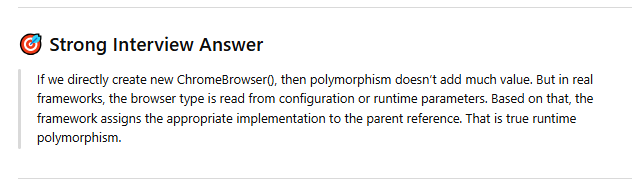 🎯 Strong Interview Answer
If we directly create new ChromeBrowser(), then polymorphism doesn’t add much value. But in real
frameworks, the browser type is read from configuration or runtime parameters. Based on that, the
framework assigns the appropriate implementation to the parent reference. That is true runtime
polymorphism.